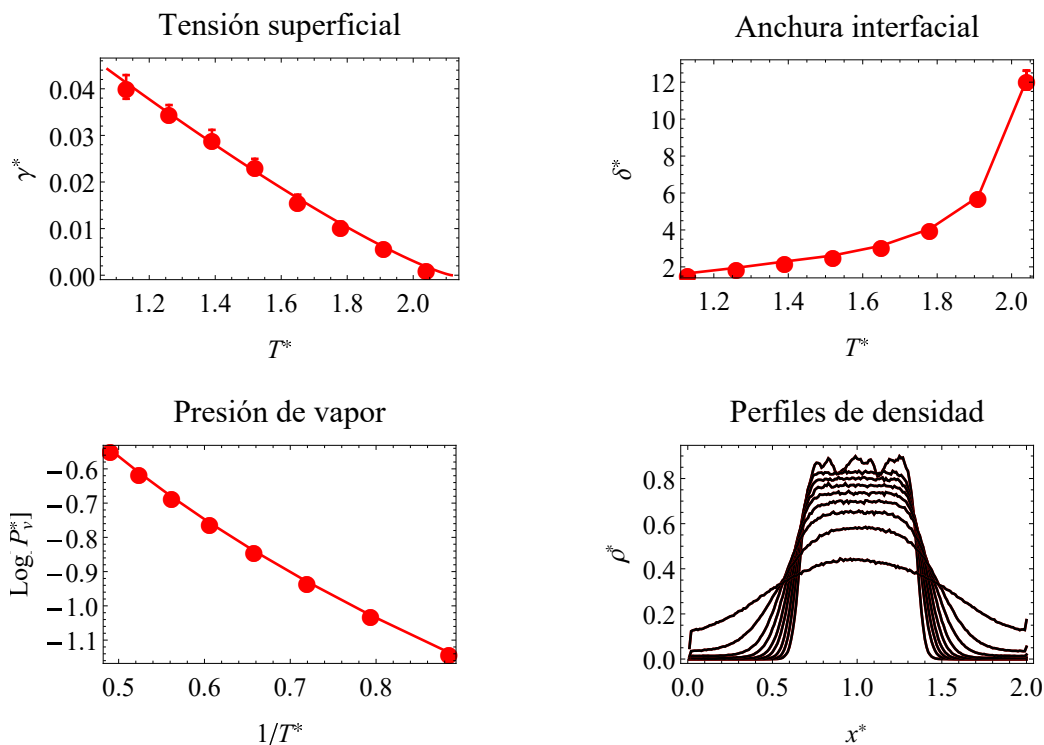 Tensión superficial
0.04
0.03
0.02
0.01
0.00
γ*
1.2 1.4 1.6 1.8 2.0
T*
Anchura interfacial
12
10
8
6
4
2
δ*
1.2 1.4 1.6 1.8 2.0
T*
Presión de vapor
−0.6
−0.7
−0.8
−0.9
−1.0
−1.1
Log P*v]
0.5 0.6 0.7 0.8
1/T*
Perfiles de densidad
0.8
0.6
0.4
0.2
0.0
ρ*
0.0 0.5 1.0 1.5 2.0
x*